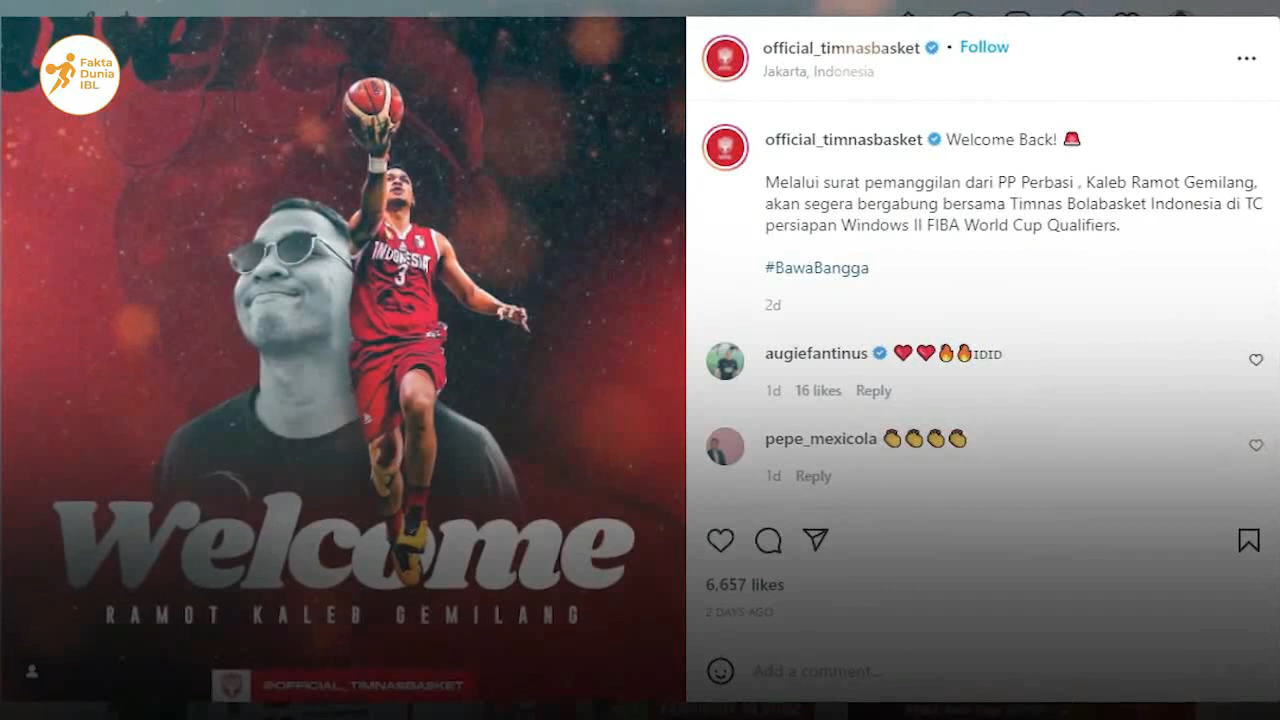 Fakta
Dunia
IBL
INDONESIA
3
Welcome
RAMOT KALEB GEMILANG
@OFFICIAL_TIMNASBASKET
official_timnasbasket • Follow
Jakarta, Indonesia
official_timnasbasket Welcome Back! 🚨
Melalui surat pemanggilan dari PP Perbasi , Kaleb Ramot Gemilang,
akan segera bergabung bersama Timnas Bolabasket Indonesia di TC
persiapan Windows II FIBA World Cup Qualifiers.
#BawaBangga
2d
augiefantinus ❤️❤️🔥🔥IDID
1d 16 likes Reply
pepe_mexicola 👏👏👏👏
1d Reply
6,657 likes
2 DAYS AGO
Add a comment...